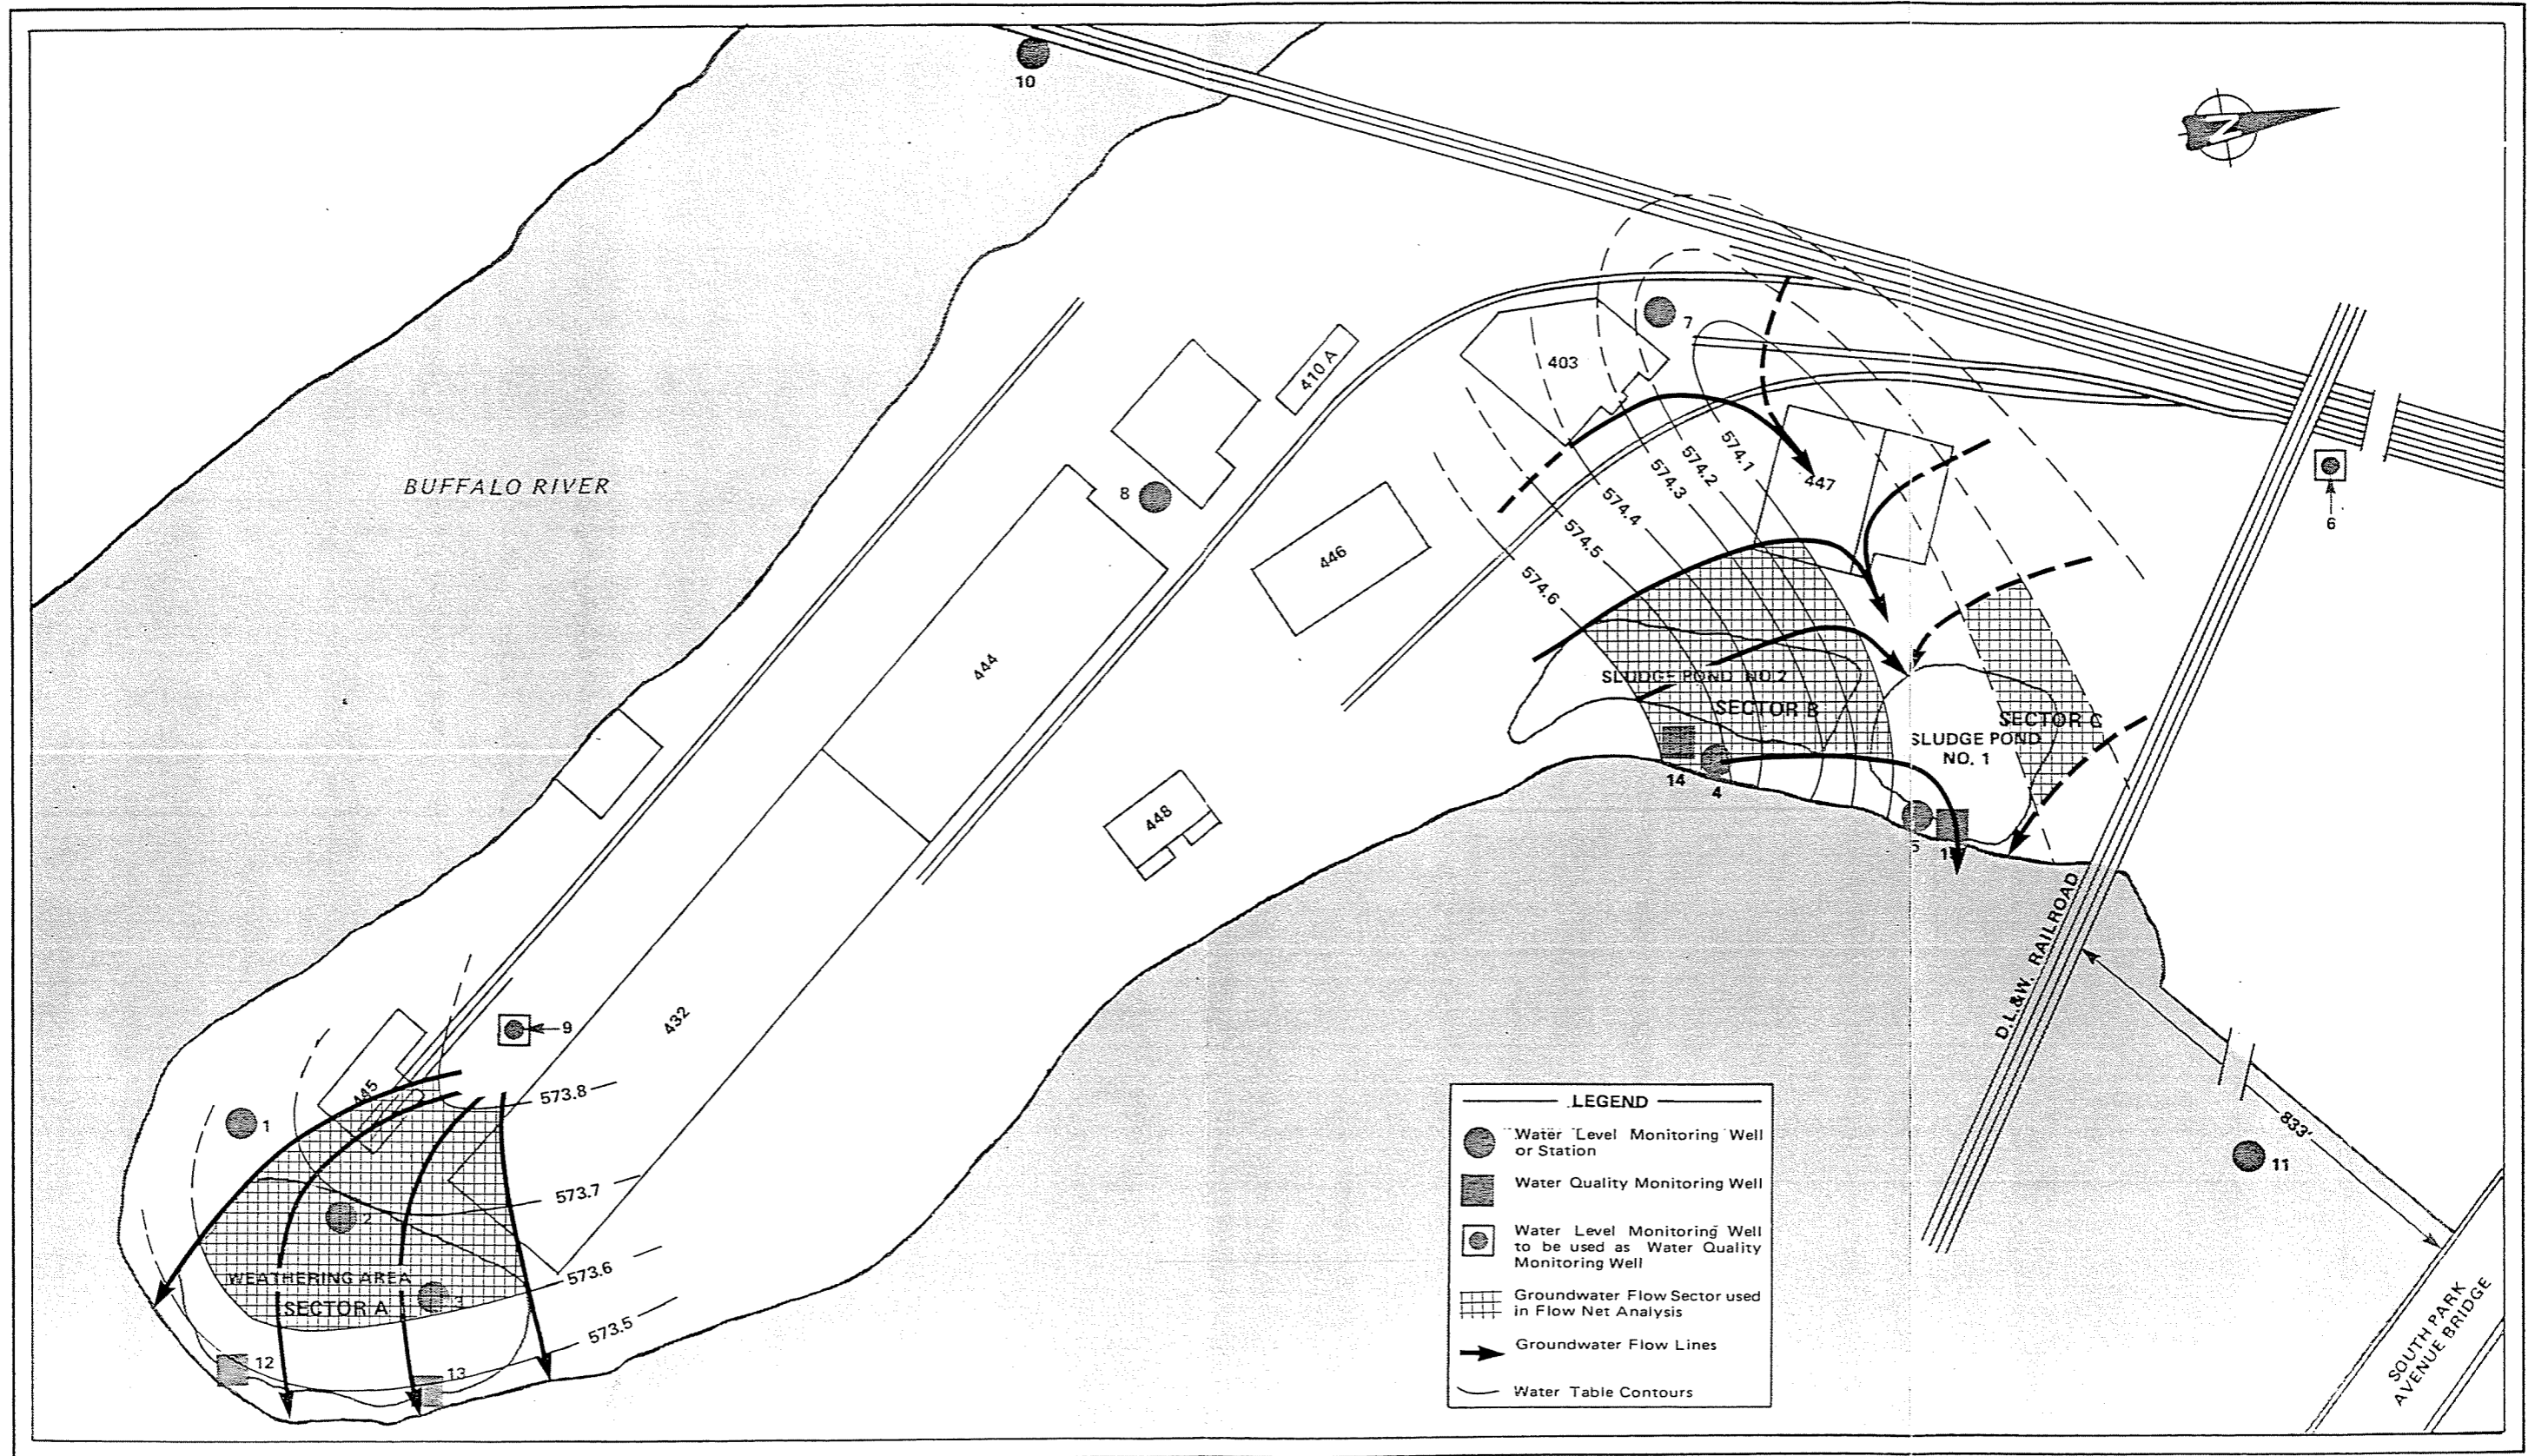 10
N
7
403
410 A
BUFFALO RIVER
8
574.1
574.2
574.3
574.4
574.5
574.6
447
6
446
444
SLUDGE POND NO.2
SECTOR B
SECTOR C
SLUDGE POND
NO. 1
14
4
5
448
D.L.&W. RAILROAD
432
9
445
1
573.8
573.7
573.6
573.5
2
WEATHERING AREA
SECTOR A
3
12
13
833'
11
SOUTH PARK
AVENUE BRIDGE
LEGEND
Water Level Monitoring Well
or Station
Water Quality Monitoring Well
Water Level Monitoring Well
to be used as Water Quality
Monitoring Well
Groundwater Flow Sector used
in Flow Net Analysis
Groundwater Flow Lines
Water Table Contours